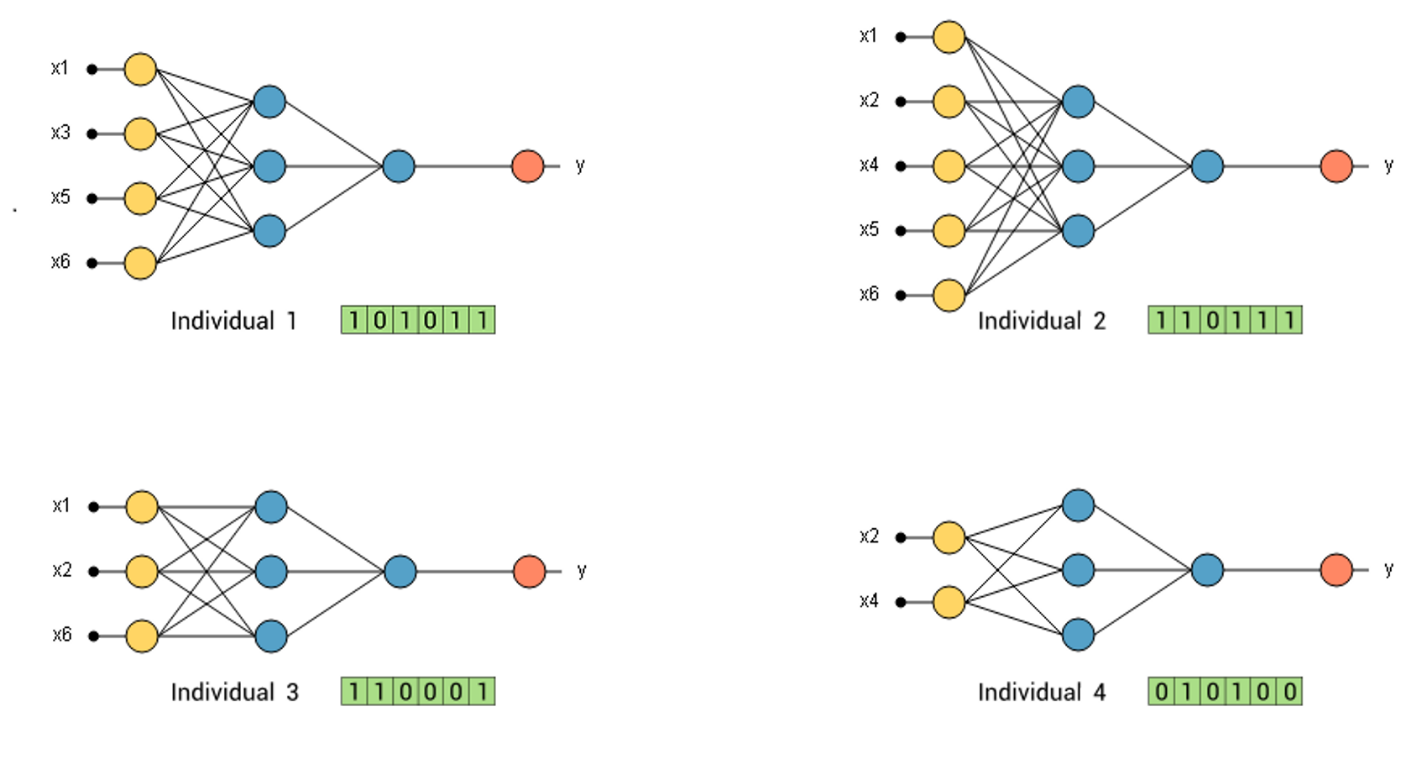 x1
x3
x5
x6
y
Individual 1 1 0 1 0 1 1
x1
x2
x4
x5
x6
y
Individual 2 1 1 0 1 1 1
x1
x2
x6
y
Individual 3 1 1 0 0 0 1
x2
x4
y
Individual 4 0 1 0 1 0 0